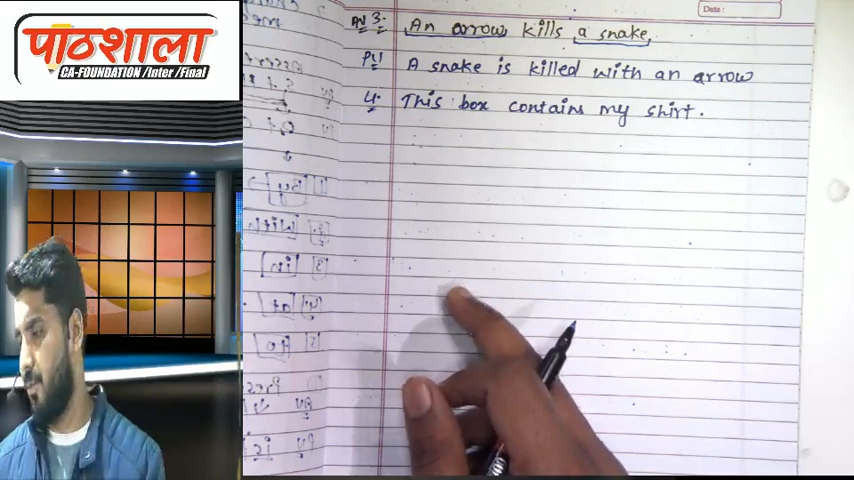 पाठशाला
CA-FOUNDATION/Inter/Final
Date :
AV 3. An arrow kills a snake.
PV A snake is killed with an arrow
4. This box contains my shirt.